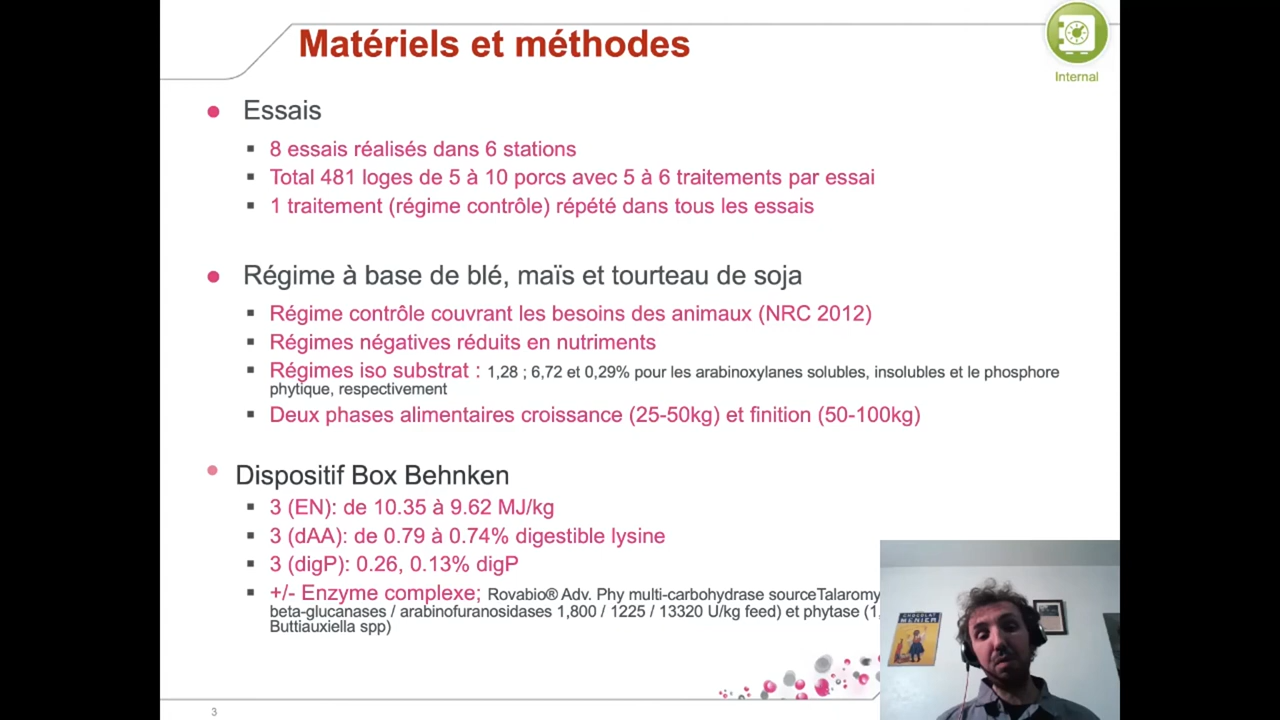 Matériels et méthodes
Internal
Essais
8 essais réalisés dans 6 stations
Total 481 loges de 5 à 10 porcs avec 5 à 6 traitements par essai
1 traitement (régime contrôle) répété dans tous les essais
Régime à base de blé, maïs et tourteau de soja
Régime contrôle couvrant les besoins des animaux (NRC 2012)
Régimes négatives réduits en nutriments
Régimes iso substrat : 1,28 ; 6,72 et 0,29% pour les arabinoxylanes solubles, insolubles et le phosphore
phytique, respectivement
Deux phases alimentaires croissance (25-50kg) et finition (50-100kg)
Dispositif Box Behnken
3 (EN): de 10.35 à 9.62 MJ/kg
3 (dAA): de 0.79 à 0.74% digestible lysine
3 (digP): 0.26, 0.13% digP
+/- Enzyme complexe; Rovabio® Adv. Phy multi-carbohydrase sourceTalaromy
beta-glucanases / arabinofuranosidases 1,800 / 1225 / 13320 U/kg feed) et phytase (1,
Buttiauxiella spp)
CHOCOLAT
MENIER
3